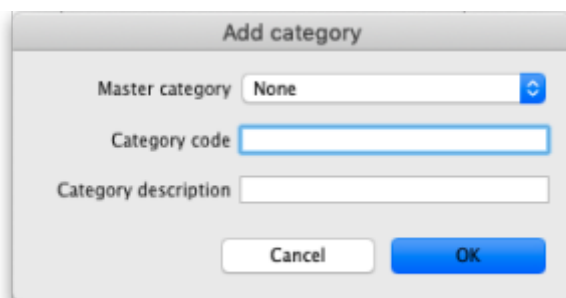 Add category
Master category None
Category code
Category description
Cancel OK